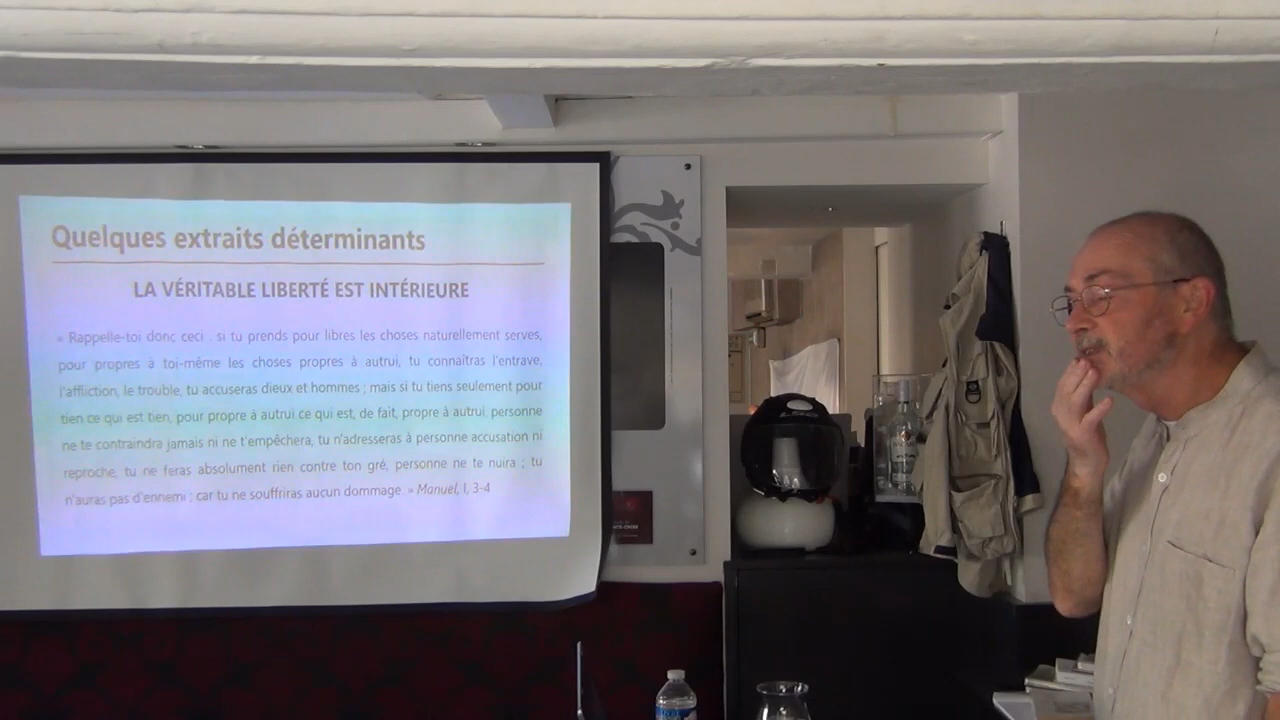 Quelques extraits déterminants
LA VÉRITABLE LIBERTÉ EST INTÉRIEURE
« Rappelle-toi donc ceci : si tu prends pour libres les choses naturellement serves,
pour propres à toi-même les choses propres à autrui, tu connaîtras l'entrave,
l'affliction, le trouble, tu accuseras dieux et hommes ; mais si tu tiens seulement pour
tien ce qui est tien, pour propre à autrui ce qui est, de fait, propre à autrui, personne
ne te contraindra jamais ni ne t'empêchera, tu n'adresseras à personne accusation ni
reproche, tu ne feras absolument rien contre ton gré, personne ne te nuira ; tu
n'auras pas d'ennemi ; car tu ne souffriras aucun dommage. » Manuel, I, 3-4
LS2